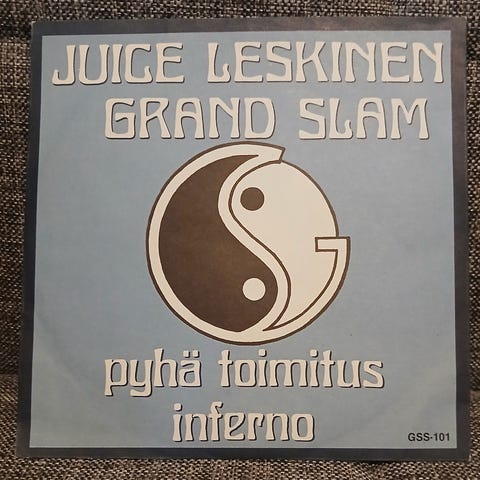 JUICE LESKINEN
GRAND SLAM
pyhä toimitus
inferno
GSS-101